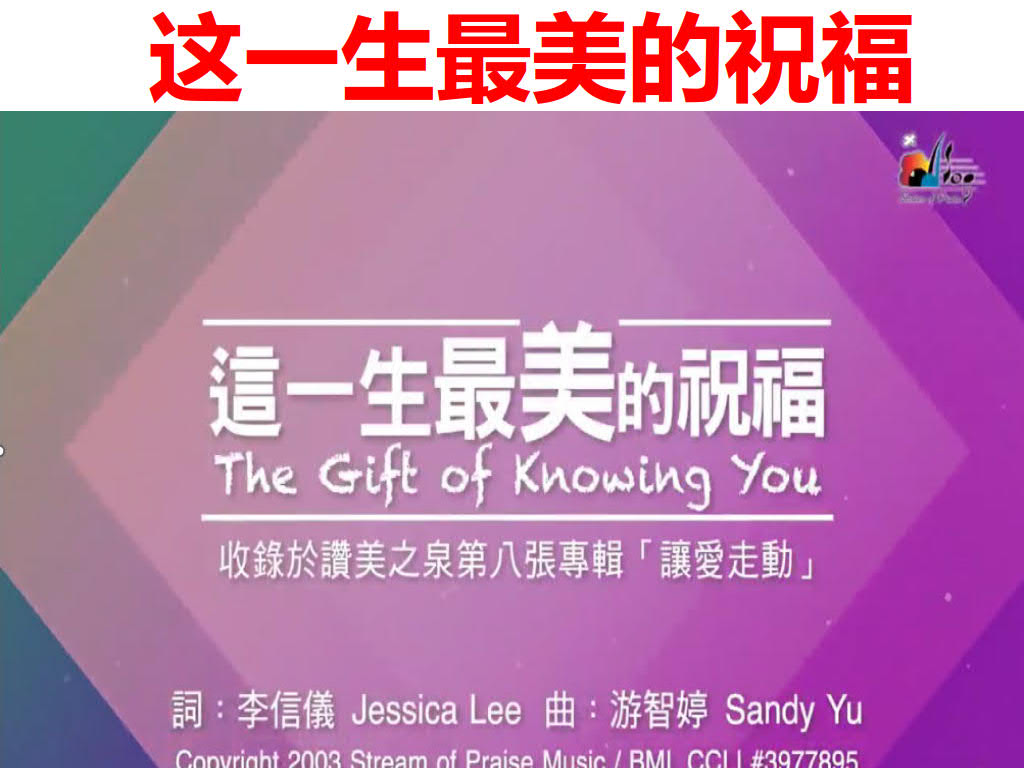 这一生最美的祝福
這一生最美的祝福
The Gift of Knowing You
收錄於讚美之泉第八張專輯「讓愛走動」
詞：李信儀 Jessica Lee 曲：游智婷 Sandy Yu
Copyright 2003 Stream of Praise Music / BMI. CCLI #3977895